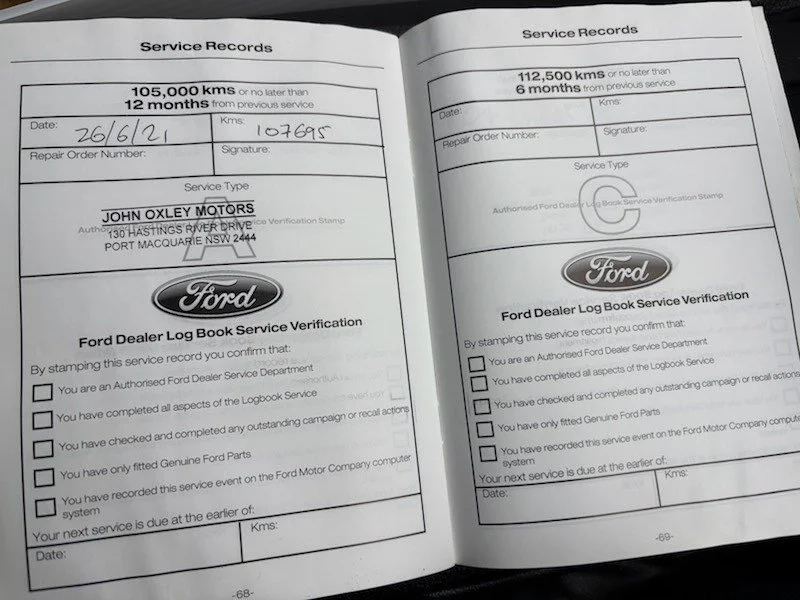 Service Records
105,000 kms or no later than
12 months from previous service
Date: 26/6/21
Kms: 107695
Repair Order Number:
Signature:
Service Type
A
Authorised Ford Dealer Log Book Service Verification Stamp
JOHN OXLEY MOTORS
130 HASTINGS RIVER DRIVE
PORT MACQUARIE NSW 2444
Ford
Ford Dealer Log Book Service Verification
By stamping this service record you confirm that:
You are an Authorised Ford Dealer Service Department
You have completed all aspects of the Logbook Service
You have checked and completed any outstanding campaign or recal actions
You have only fitted Genuine Ford Parts
You have recorded this service event on the Ford Motor Company computer
system
Your next service is due at the earlier of:
Date:
Kms:
-68-
Service Records
112,500 kms or no later than
6 months from previous service
Date:
Kms:
Repair Order Number:
Signature:
Service Type
C
Authorised Ford Dealer Log Book Service Verification Stamp
Ford
Ford Dealer Log Book Service Verification
By stamping this service record you confirm that:
You are an Authorised Ford Dealer Service Department
You have completed all aspects of the Logbook Service
You have checked and completed any outstanding campaign or recal actions
You have only fitted Genuine Ford Parts
You have recorded this service event on the Ford Motor Company compute
system
Your next service is due at the earlier of:
Date:
Kms:
-69-